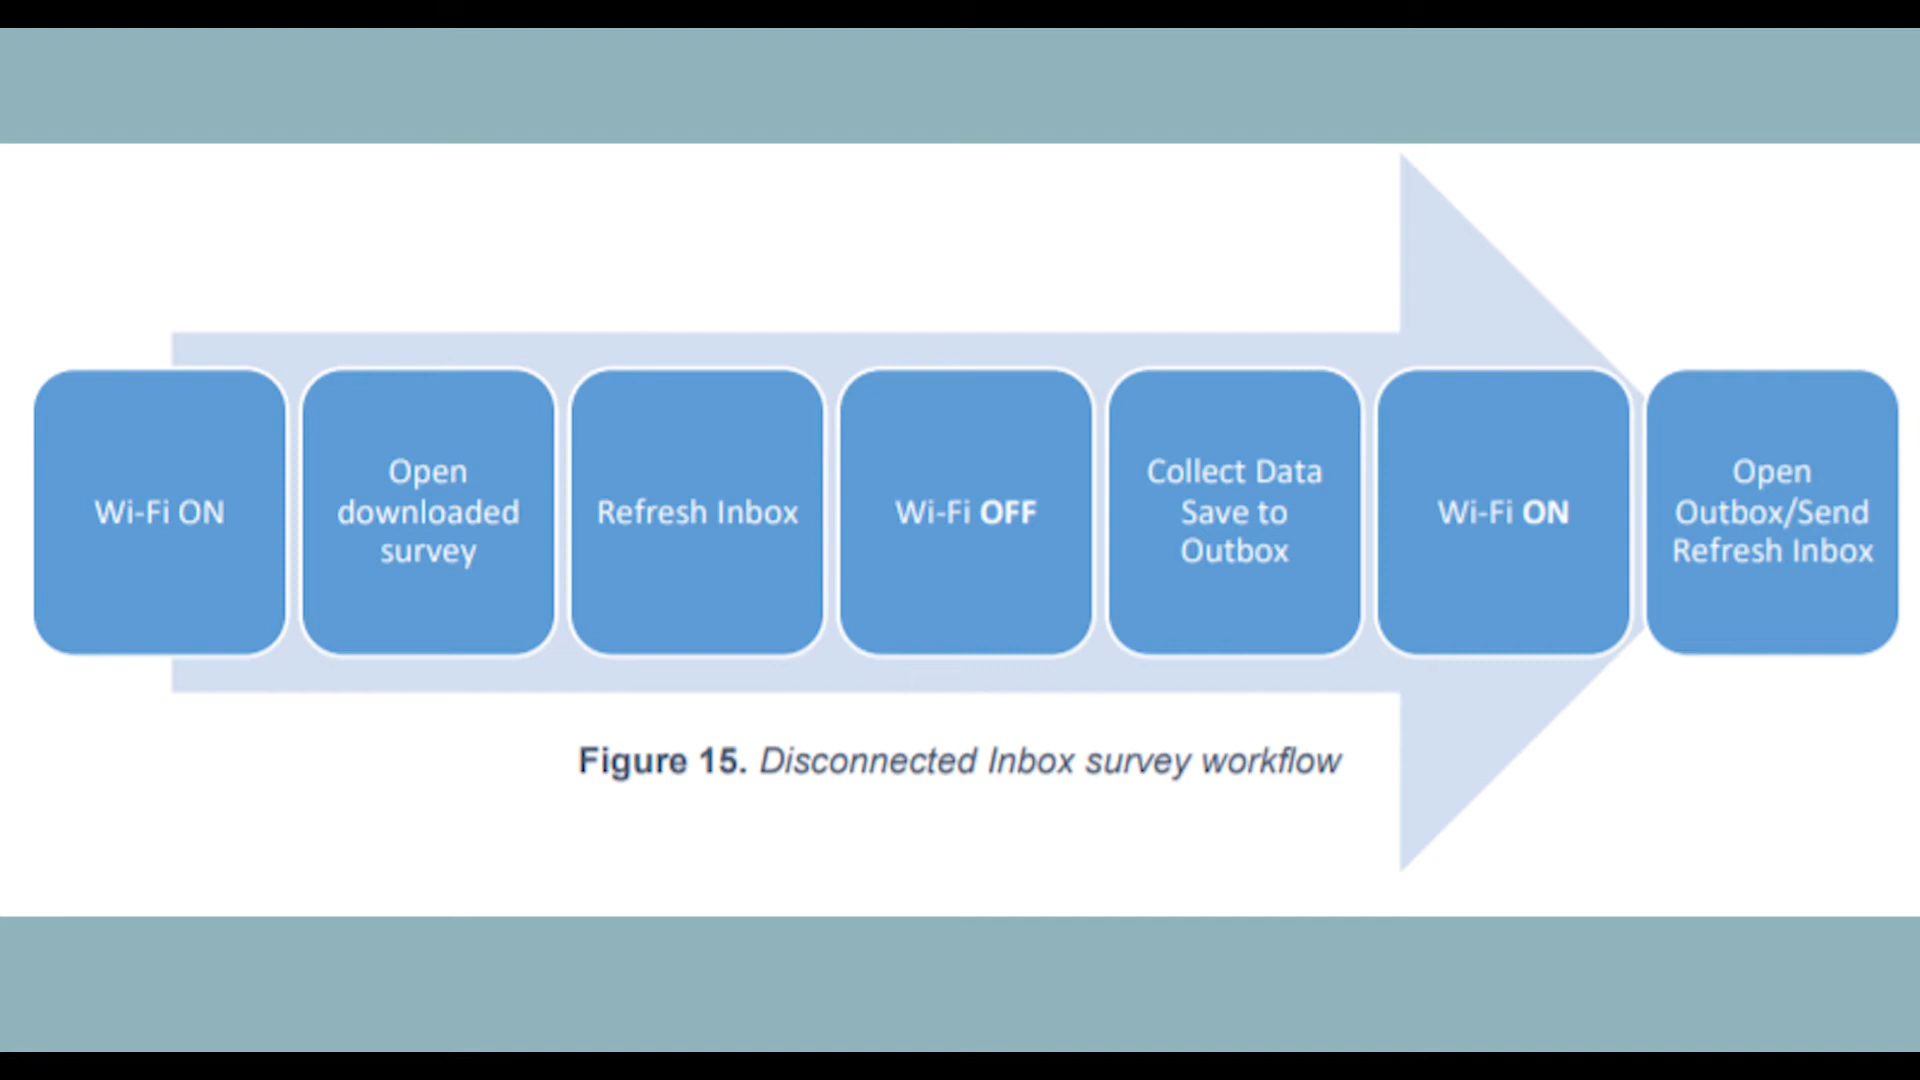 Wi-Fi ON
Open
downloaded
survey
Refresh Inbox
Wi-Fi OFF
Collect Data
Save to
Outbox
Wi-Fi ON
Open
Outbox/Send
Refresh Inbox
Figure 15. Disconnected Inbox survey workflow